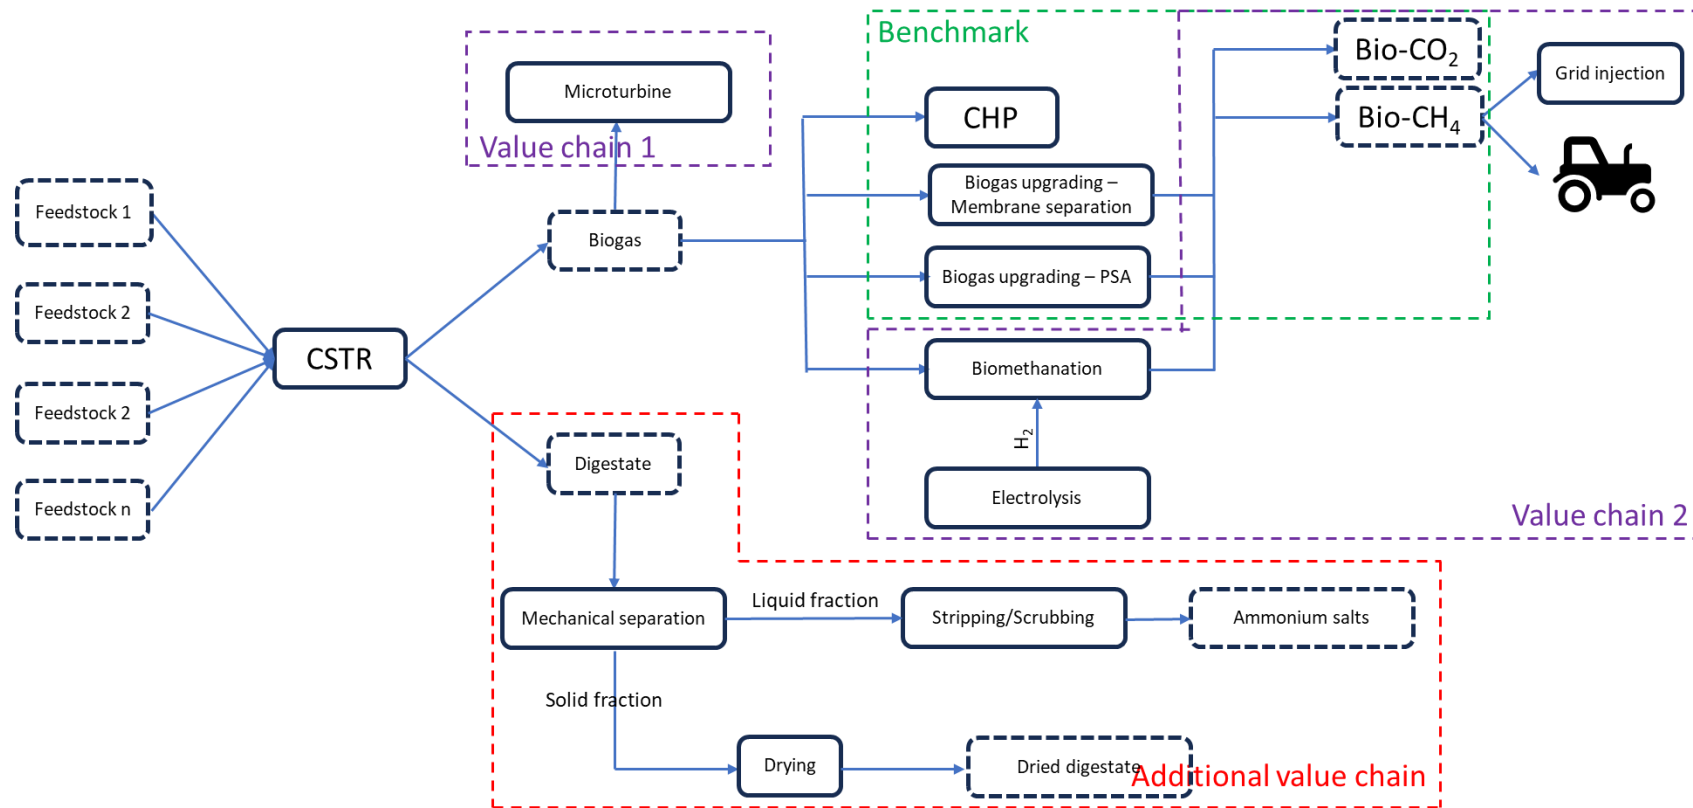 Benchmark
Bio-CO₂
Grid injection
Microturbine
CHP
Bio-CH₄
Value chain 1
Biogas upgrading –
Membrane separation
Feedstock 1
Biogas
Biogas upgrading – PSA
Feedstock 2
CSTR
Biomethanation
Feedstock 2
H₂
Digestate
Electrolysis
Feedstock n
Value chain 2
Liquid fraction
Mechanical separation
Stripping/Scrubbing
Ammonium salts
Solid fraction
Drying
Dried digestate
Additional value chain